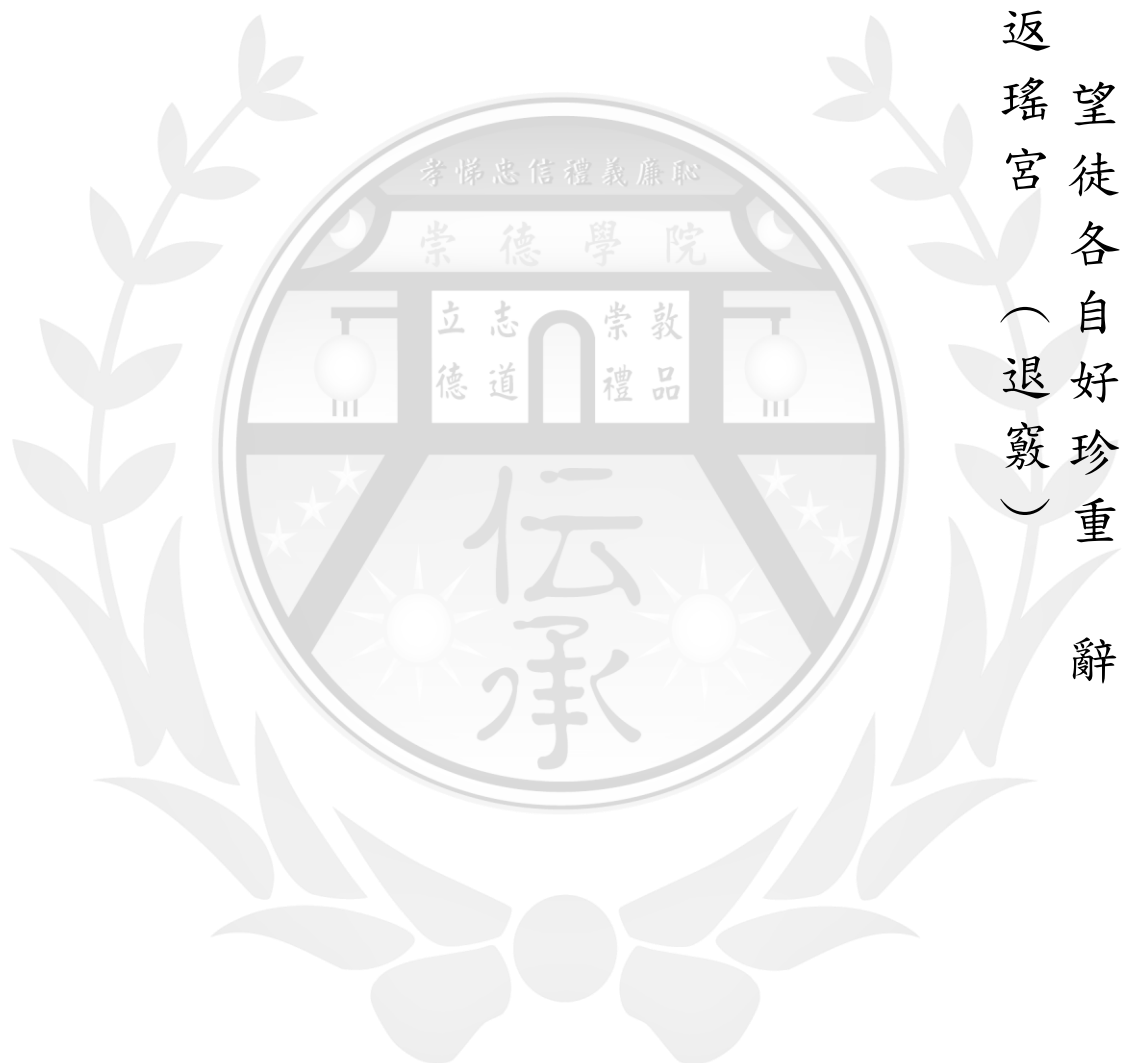 望徒各自好珍重　辭
返瑤宮　（退竅）
孝悌忠信禮義廉恥
崇德學院
立志　崇敦
德道　禮品
伝承